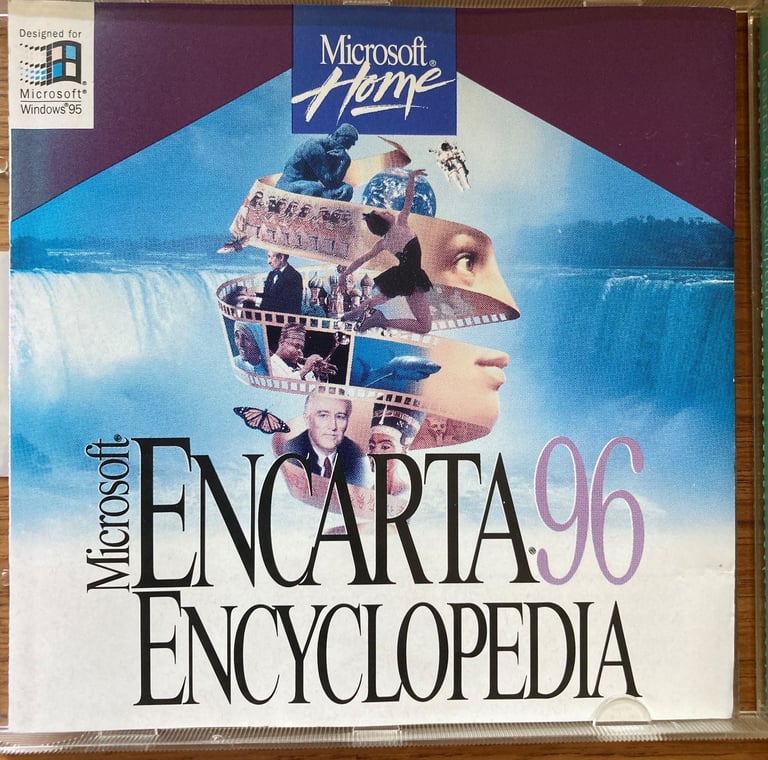 Designed for
Microsoft®
Windows®95
Microsoft®
Home
Microsoft®
ENCARTA®96
ENCYCLOPEDIA